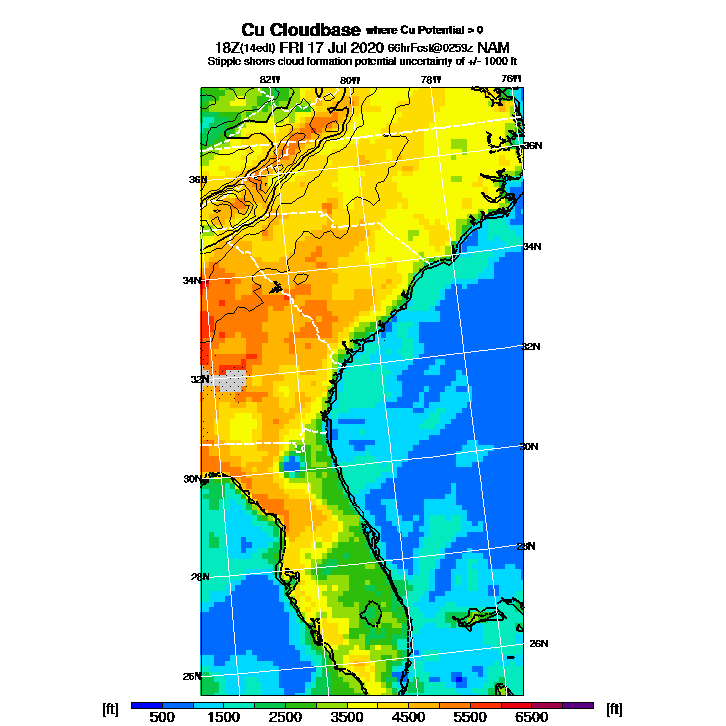 Cu Cloudbase where Cu Potential > 0
18Z(14edt) FRI 17 Jul 2020 66hrFcst@0259z NAM
Stipple shows cloud formation potential uncertainty of +/- 1000 ft
82W 80W 78W 76W
36N
36N
34N
34N
32N
32N
30N
30N
28N
28N
26N
26N
[ft] 500 1500 2500 3500 4500 5500 6500 [ft]